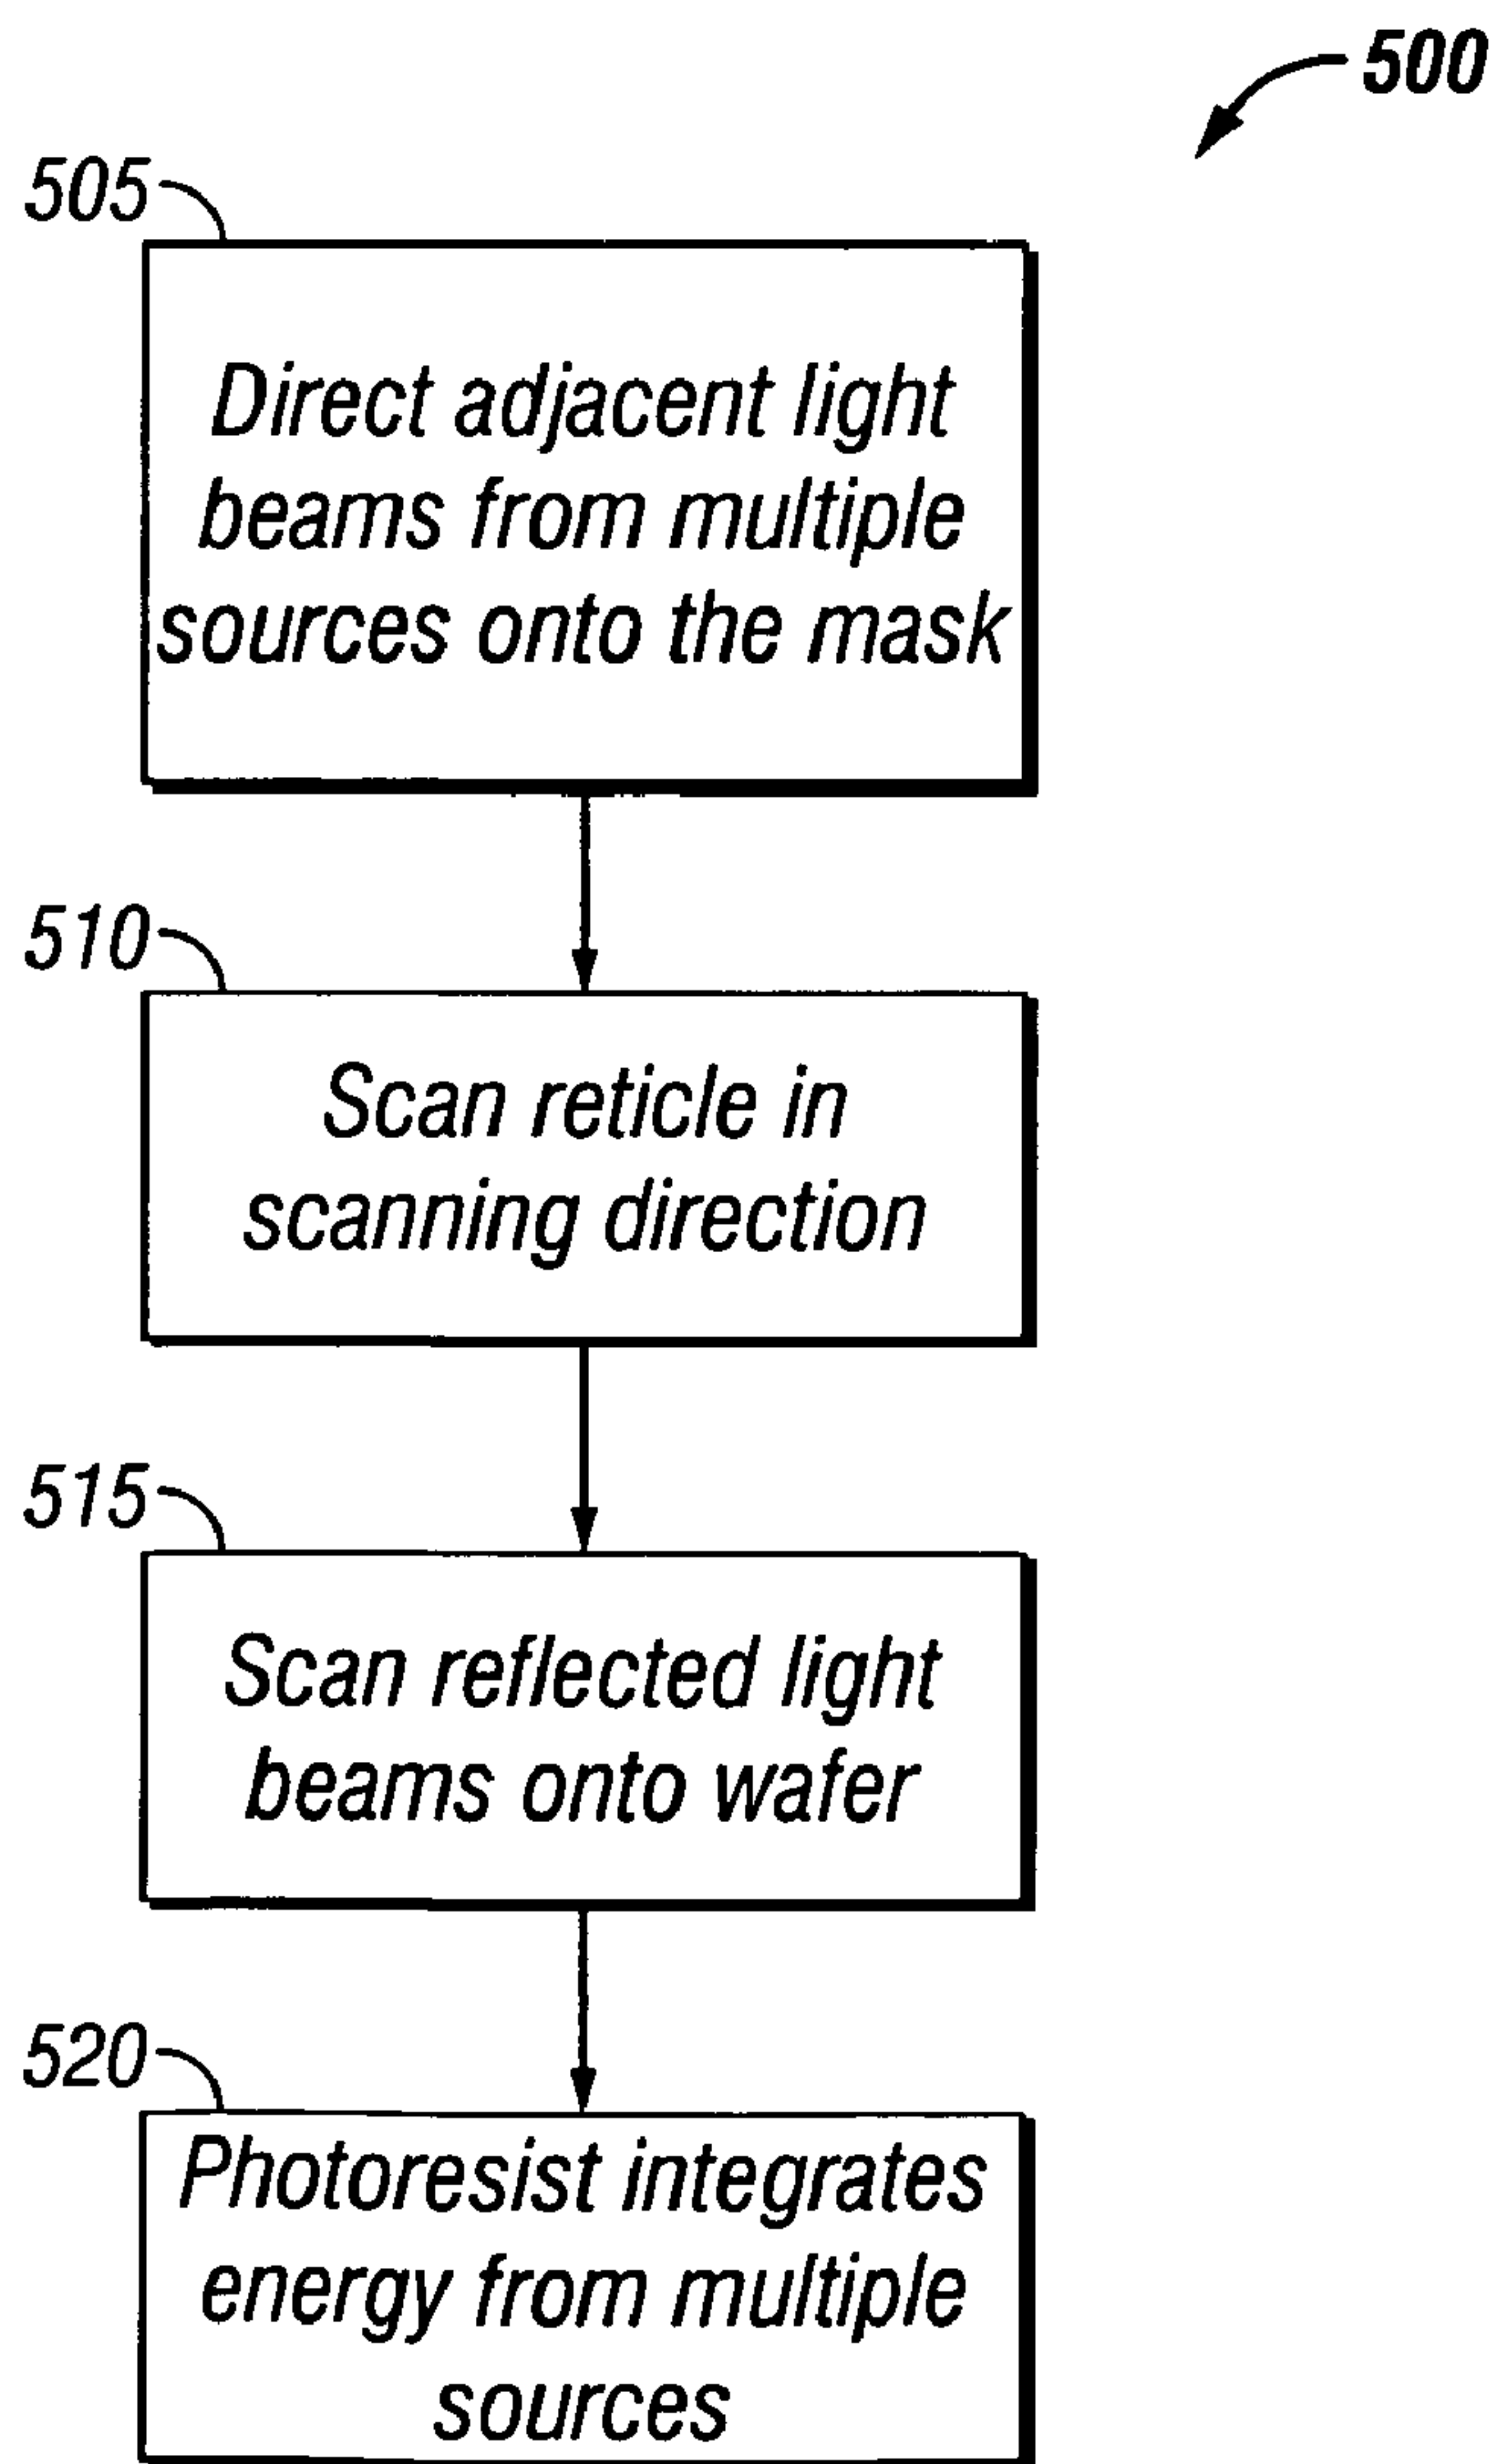 500
505
Direct adjacent light
beams from multiple
sources onto the mask
510
Scan reticle in
scanning direction
515
Scan reflected light
beams onto wafer
520
Photoresist integrates
energy from multiple
sources